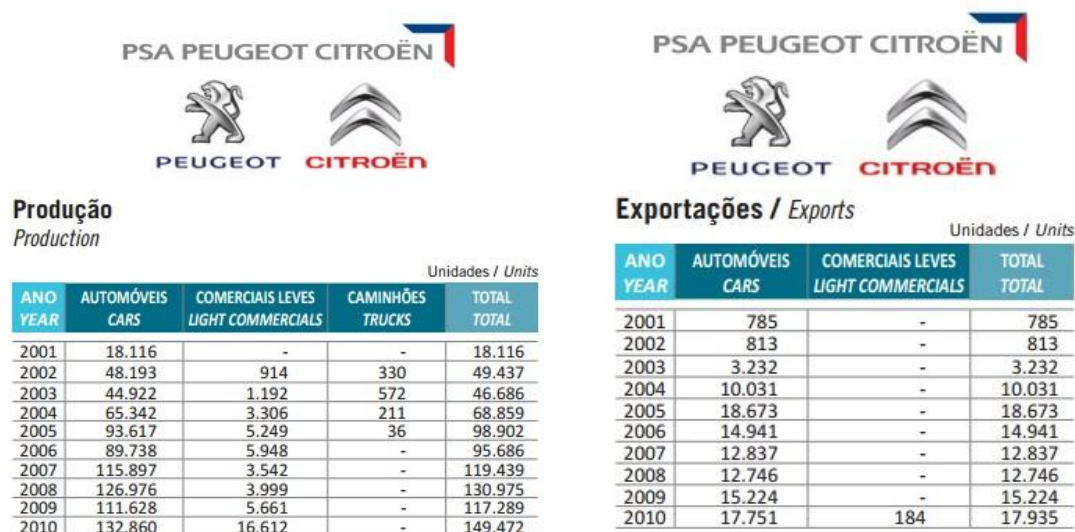 PSA PEUGEOT CITROËN
PEUGEOT CITROËN
Produção
Production
Unidades / Units
ANO AUTOMÓVEIS COMERCIAIS LEVES CAMINHÕES TOTAL
YEAR CARS LIGHT COMMERCIALS TRUCKS TOTAL
2001 18.116 - - 18.116
2002 48.193 914 330 49.437
2003 44.922 1.192 572 46.686
2004 65.342 3.306 211 68.859
2005 93.617 5.249 36 98.902
2006 89.738 5.948 - 95.686
2007 115.897 3.542 - 119.439
2008 126.976 3.999 - 130.975
2009 111.628 5.661 - 117.289
2010 132.860 16.612 - 149.472
PSA PEUGEOT CITROËN
PEUGEOT CITROËN
Exportações / Exports
Unidades / Units
ANO AUTOMÓVEIS COMERCIAIS LEVES TOTAL
YEAR CARS LIGHT COMMERCIALS TOTAL
2001 785 - 785
2002 813 - 813
2003 3.232 - 3.232
2004 10.031 - 10.031
2005 18.673 - 18.673
2006 14.941 - 14.941
2007 12.837 - 12.837
2008 12.746 - 12.746
2009 15.224 - 15.224
2010 17.751 184 17.935